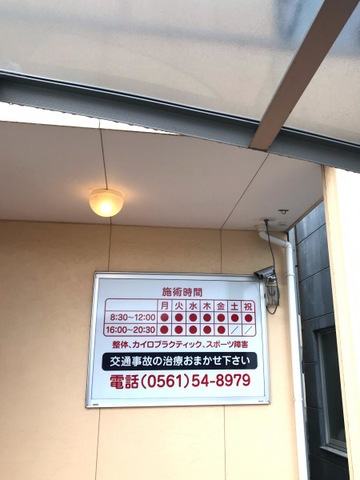 施術時間
月 火 水 木 金 土 祝
8:30~12:00 ● ● ● ● ● ● ●
16:00~20:30 ● ● ● ● ● / /
整体、カイロプラクティック、スポーツ障害
交通事故の治療おまかせ下さい
電話(0561)54-8979